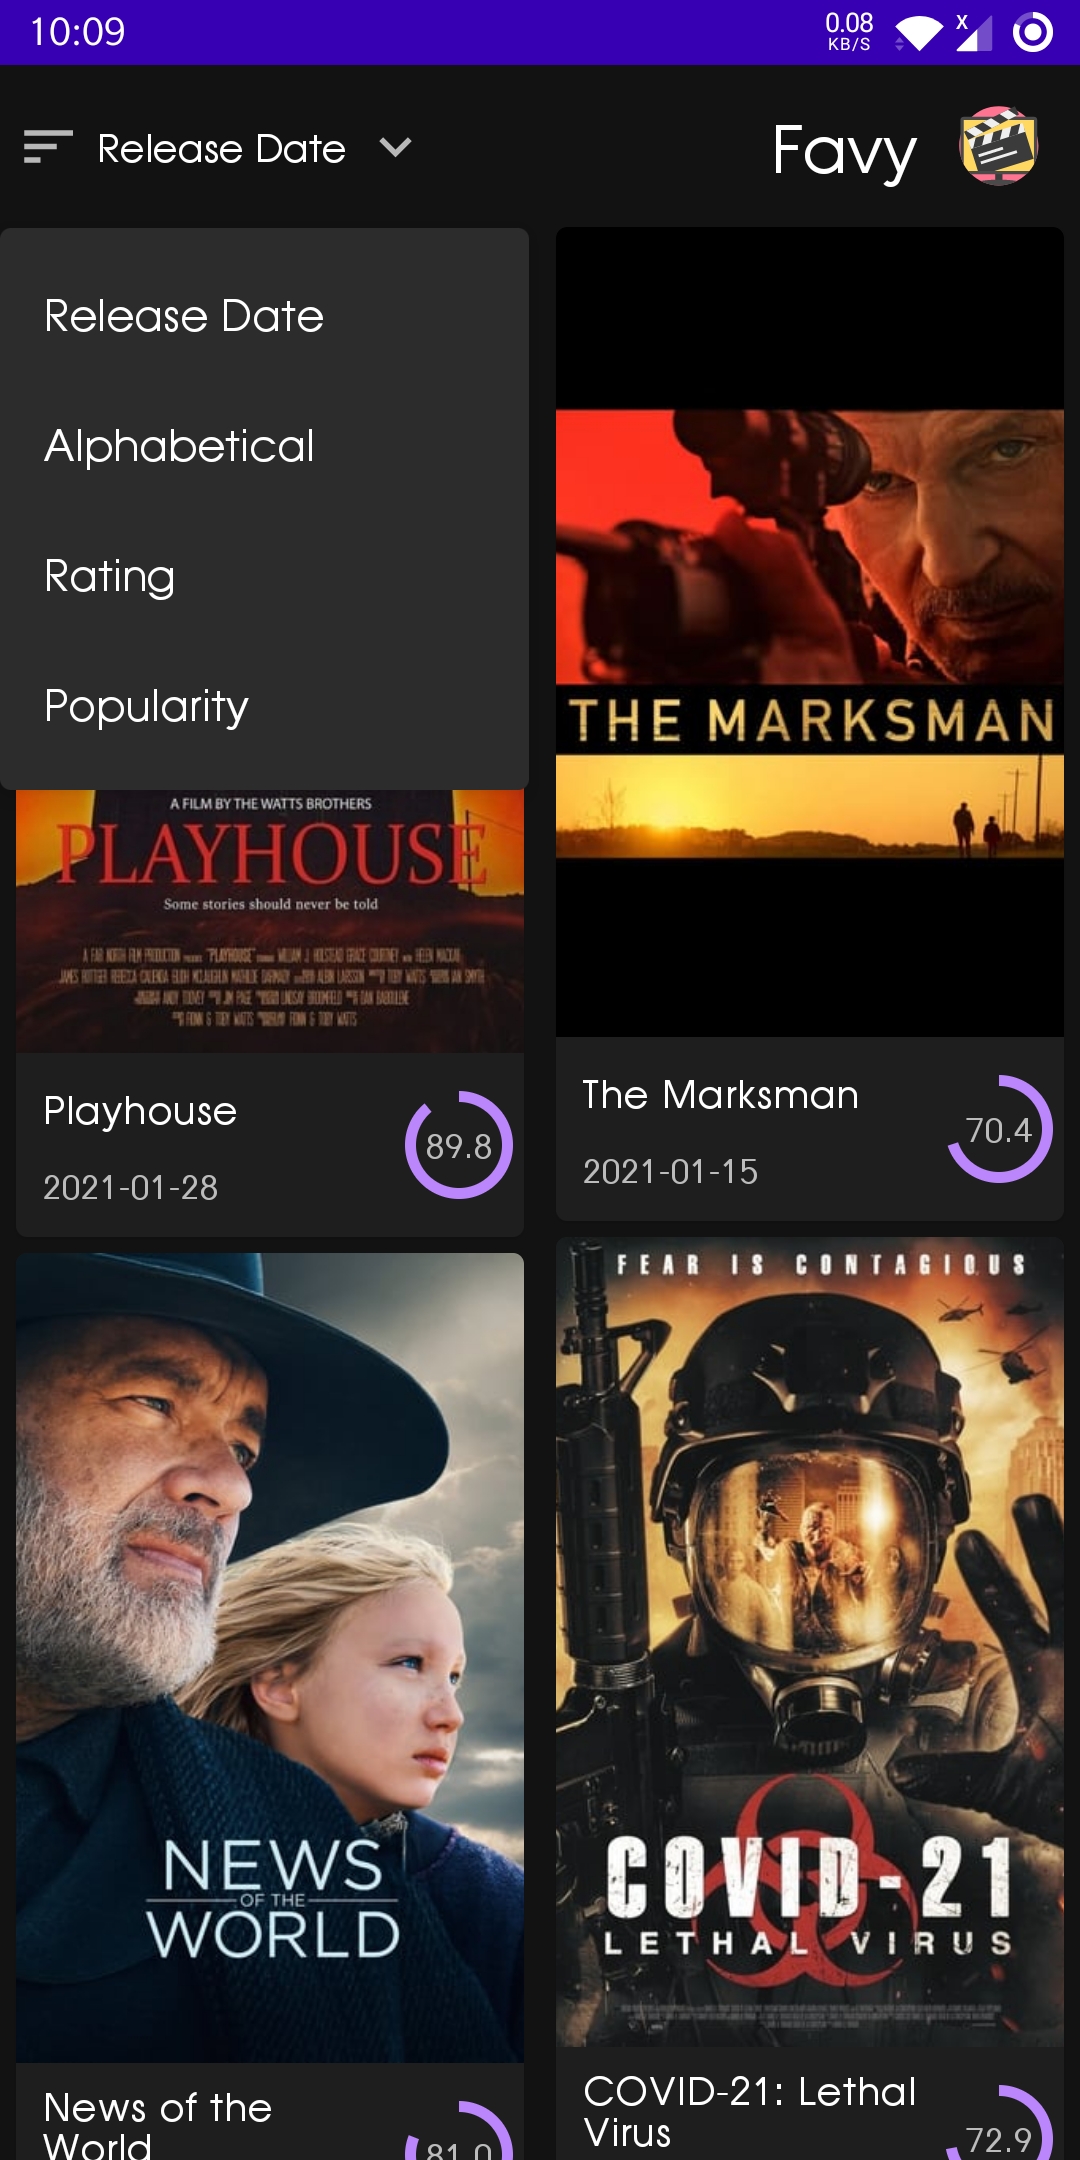 10:09
0.08
KB/S
X
Release Date
Favy
Release Date
Alphabetical
Rating
Popularity
THE MARKSMAN
A FILM BY THE WATTS BROTHERS
PLAYHOUSE
Some stories should never be told
Playhouse
89.8
2021-01-28
The Marksman
70.4
2021-01-15
NEWS
OF THE
WORLD
News of the
World
81.0
FEAR IS CONTAGIOUS
COVID-21
LETHAL VIRUS
COVID-21: Lethal
Virus
72.9